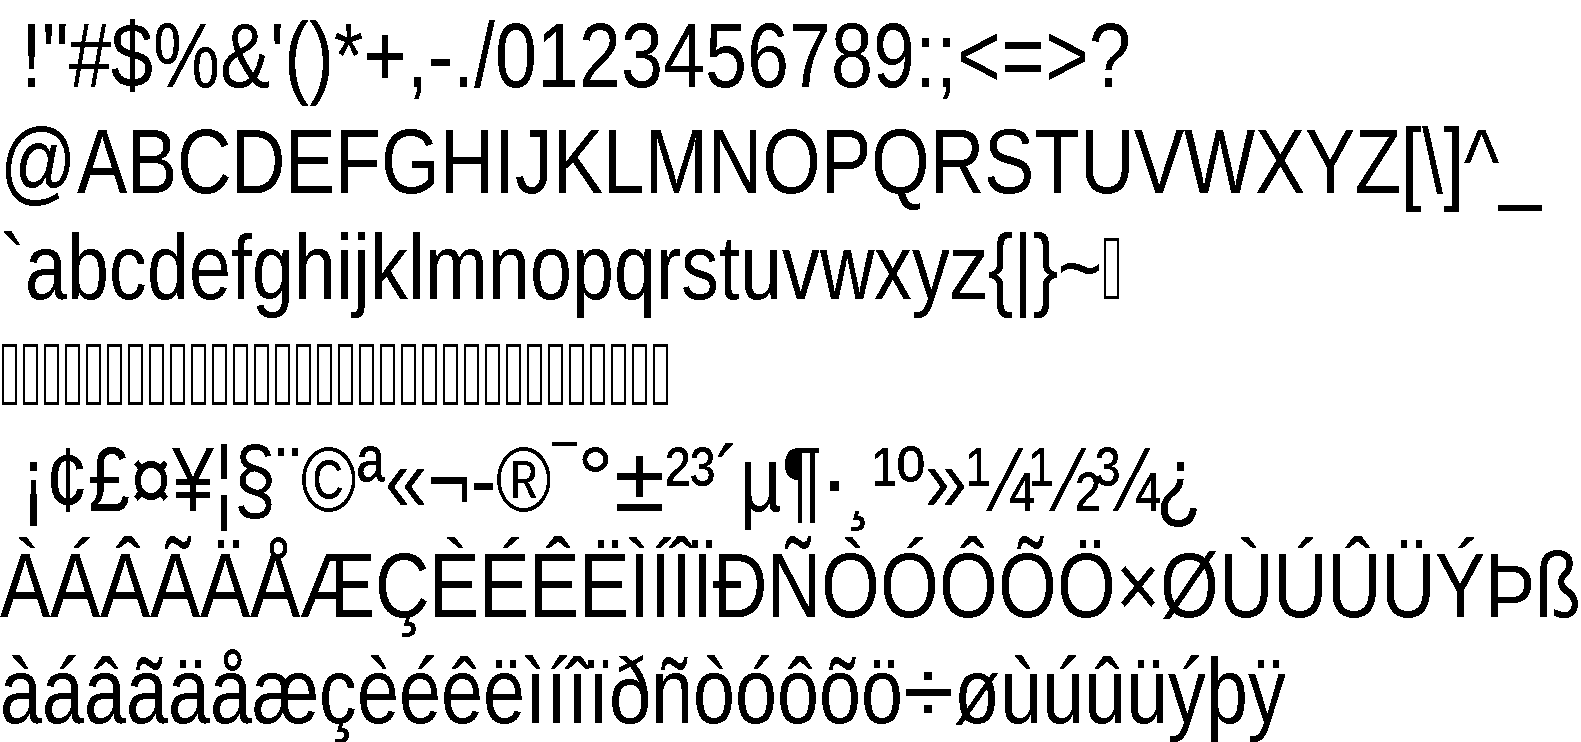 !"#$%&'()*+,-./0123456789:;<=>?
@ABCDEFGHIJKLMNOPQRSTUVWXYZ[\]^_
`abcdefghijklmnopqrstuvwxyz{|}~
¡¢£¤¥¦§¨©ª«¬-®¯°±²³´µ¶·¸¹º»¼½¾¿
ÀÁÂÃÄÅÆÇÈÉÊËÌÍÎÏÐÑÒÓÔÕÖ×ØÙÚÛÜÝÞß
àáâãäåæçèéêëìíîïðñòóôõö÷øùúûüýþÿ